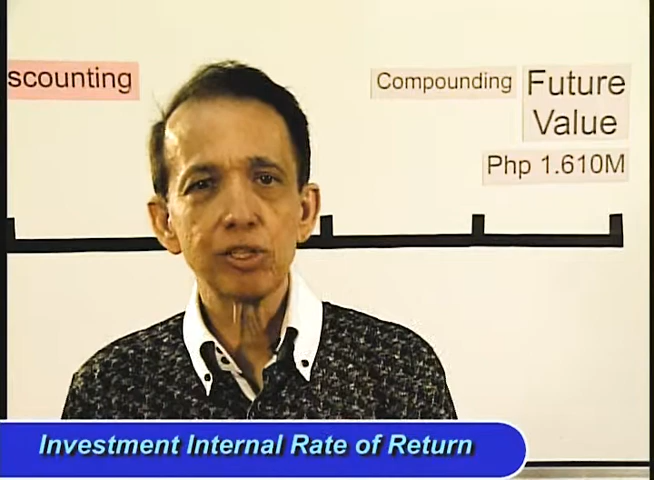 scounting
Compounding
Future
Value
Php 1.610M
Investment Internal Rate of Return